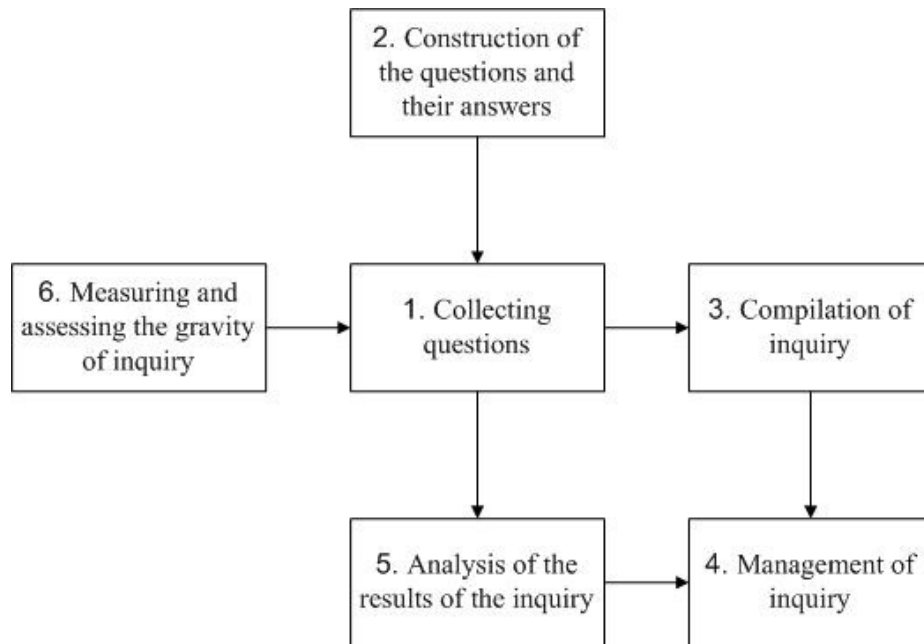 2. Construction of
the questions and
their answers
6. Measuring and
assessing the gravity
of inquiry
1. Collecting
questions
3. Compilation of
inquiry
5. Analysis of the
results of the inquiry
4. Management of
inquiry